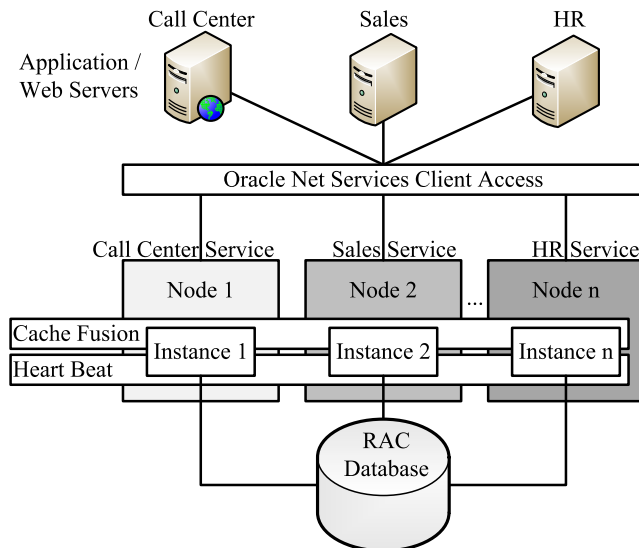 Call Center
Sales
HR
Application /
Web Servers
Oracle Net Services Client Access
Call Center Service
Sales Service
HR Service
Node 1
Node 2
...
Node n
Cache Fusion
Instance 1
Instance 2
Instance n
Heart Beat
RAC
Database